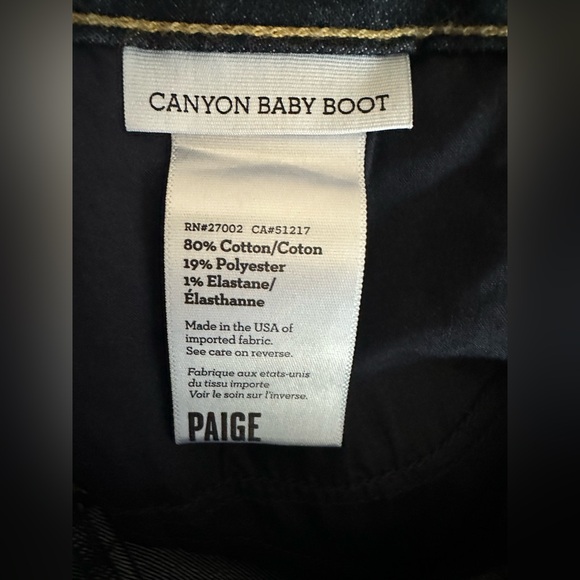 CANYON BABY BOOT
RN#27002 CA#51217
80% Cotton/Coton
19% Polyester
1% Elastane/
Élasthanne
Made in the USA of
imported fabric.
See care on reverse.
Fabrique aux etats-unis
du tissu importe
Voir le soin sur l'inverse.
PAIGE